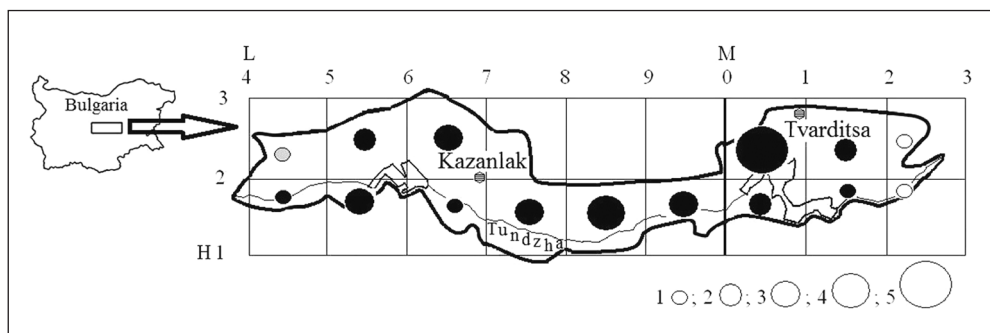 L M
4 5 6 7 8 9 0 1 2 3
3
Bulgaria
Tvarditsa
Kazanlak
2
Tundzha
H 1
1 ; 2 ; 3 ; 4 ; 5